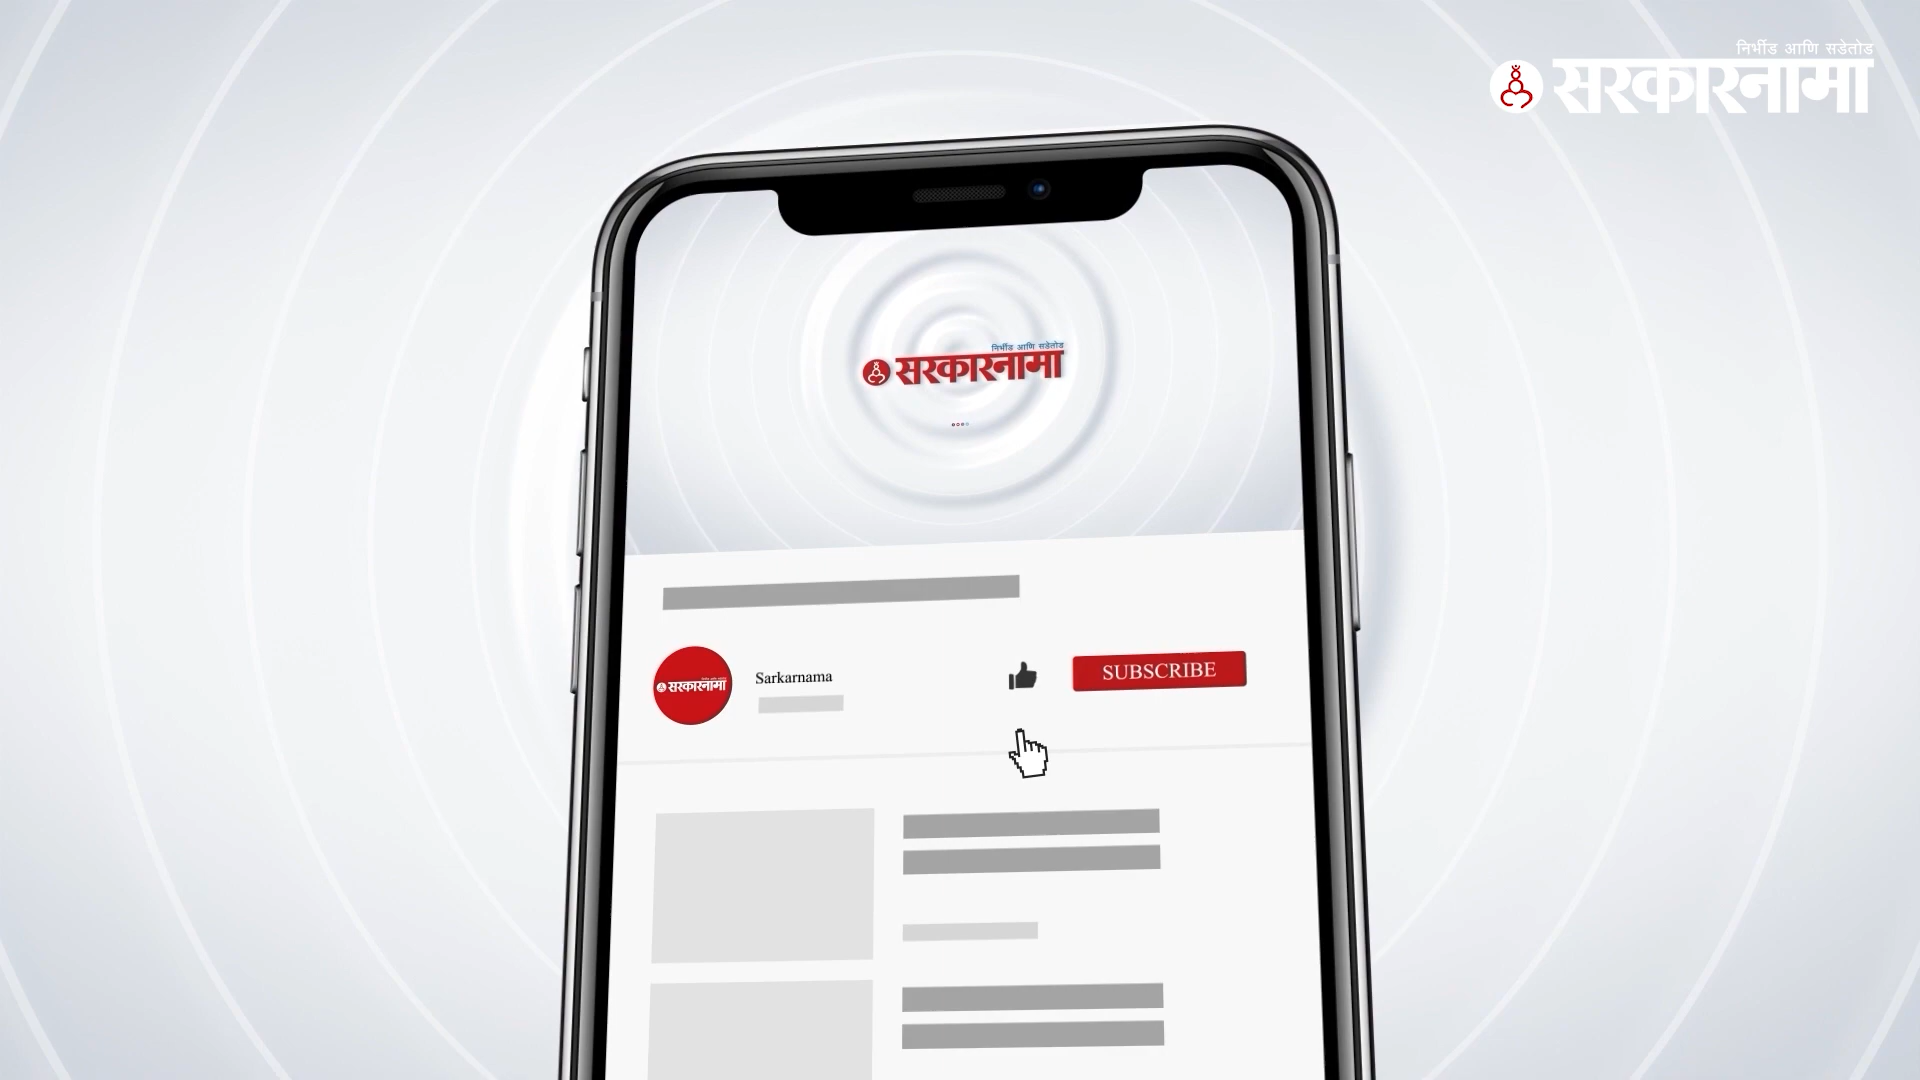 निर्भीड आणि सडेतोड
सरकारनामा
निर्भीड आणि सडेतोड
सरकारनामा
सरकारनामा
Sarkarnama
SUBSCRIBE